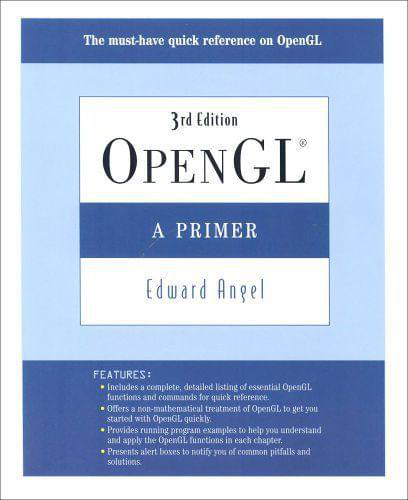 The must-have quick reference on OpenGL
3rd Edition
OPENGL®
A PRIMER
Edward Angel
FEATURES:
• Includes a complete, detailed listing of essential OpenGL
functions and commands for quick reference.
• Offers a non-mathematical treatment of OpenGL to get you
started with OpenGL quickly.
• Provides running program examples to help you understand
and apply the OpenGL functions in each chapter.
• Presents alert boxes to notify you of common pitfalls and
solutions.